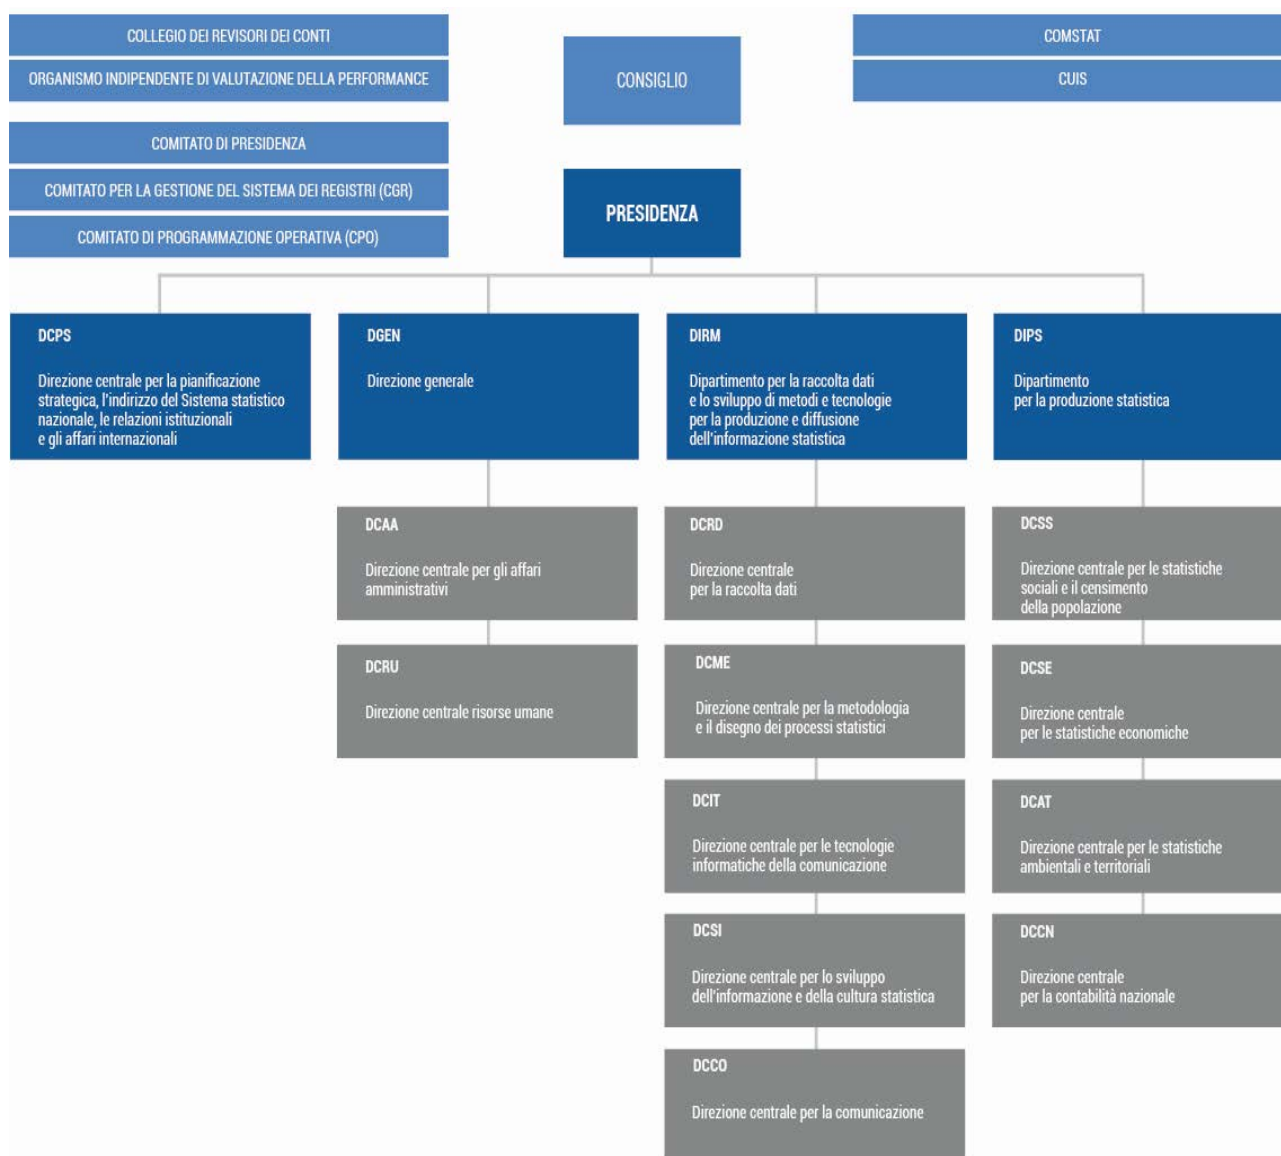 COLLEGIO DEI REVISORI DEI CONTI
ORGANISMO INDIPENDENTE DI VALUTAZIONE DELLA PERFORMANCE
CONSIGLIO
COMSTAT
CUIS
COMITATO DI PRESIDENZA
COMITATO PER LA GESTIONE DEL SISTEMA DEI REGISTRI (CGR)
COMITATO DI PROGRAMMAZIONE OPERATIVA (CPO)
PRESIDENZA
DCPS
Direzione centrale per la pianificazione
strategica, l'indirizzo del Sistema statistico
nazionale, le relazioni istituzionali
e gli affari internazionali
DGEN
Direzione generale
DCAA
Direzione centrale per gli affari
amministrativi
DCRU
Direzione centrale risorse umane
DIRM
Dipartimento per la raccolta dati
e lo sviluppo di metodi e tecnologie
per la produzione e diffusione
dell'informazione statistica
DCRD
Direzione centrale
per la raccolta dati
DCME
Direzione centrale per la metodologia
e il disegno dei processi statistici
DCIT
Direzione centrale per le tecnologie
informatiche della comunicazione
DCSI
Direzione centrale per lo sviluppo
dell'informazione e della cultura statistica
DCCO
Direzione centrale per la comunicazione
DIPS
Dipartimento
per la produzione statistica
DCSS
Direzione centrale per le statistiche
sociali e il censimento
della popolazione
DCSE
Direzione centrale
per le statistiche economiche
DCAT
Direzione centrale per le statistiche
ambientali e territoriali
DCCN
Direzione centrale
per la contabilità nazionale